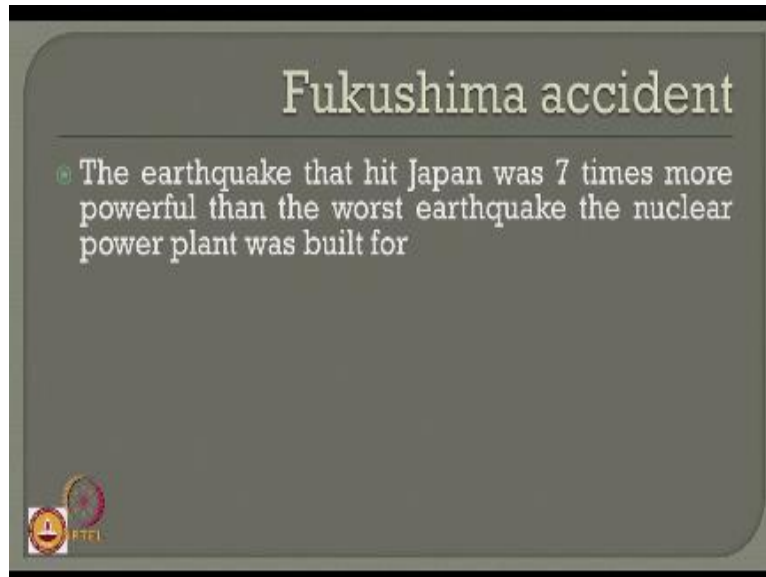 Fukushima accident
The earthquake that hit Japan was 7 times more
powerful than the worst earthquake the nuclear
power plant was built for